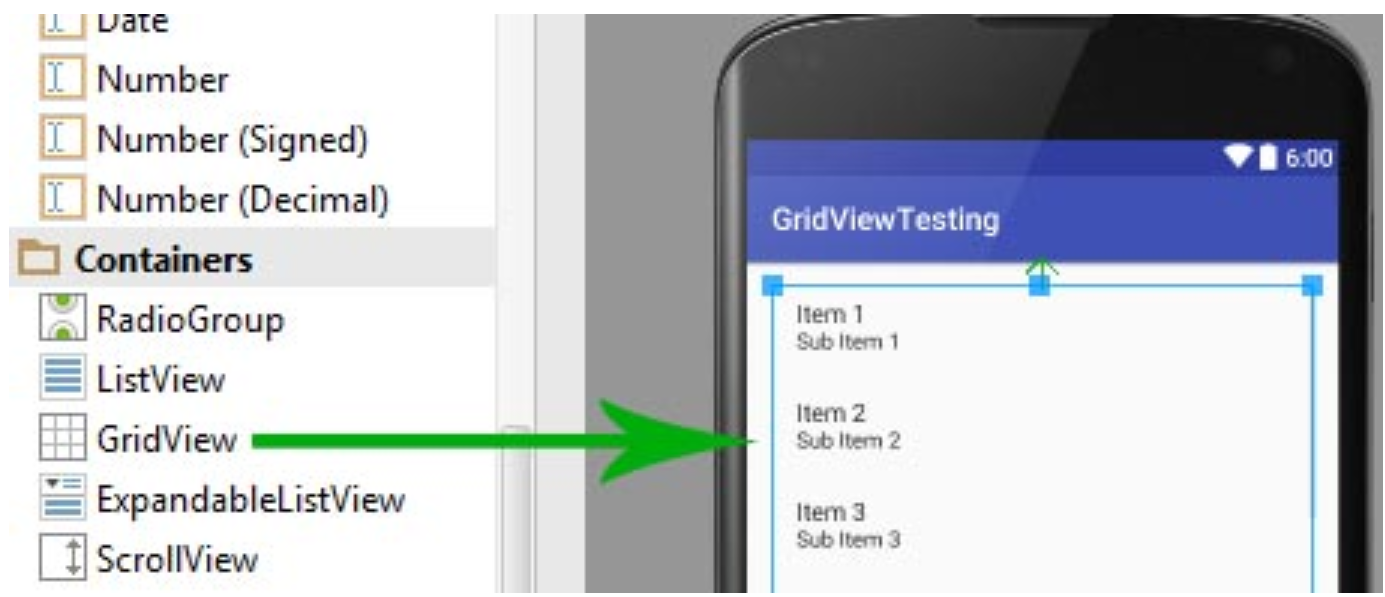 Date
Number
Number (Signed)
Number (Decimal)
Containers
RadioGroup
ListView
GridView
ExpandableListView
ScrollView
6:00
GridViewTesting
Item 1
Sub Item 1
Item 2
Sub Item 2
Item 3
Sub Item 3